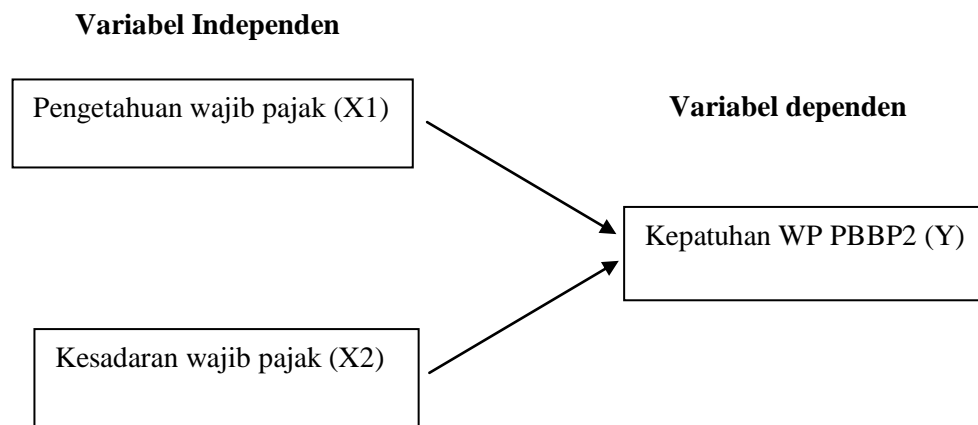 Variabel Independen
Pengetahuan wajib pajak (X1)
Variabel dependen
Kepatuhan WP PBBP2 (Y)
Kesadaran wajib pajak (X2)